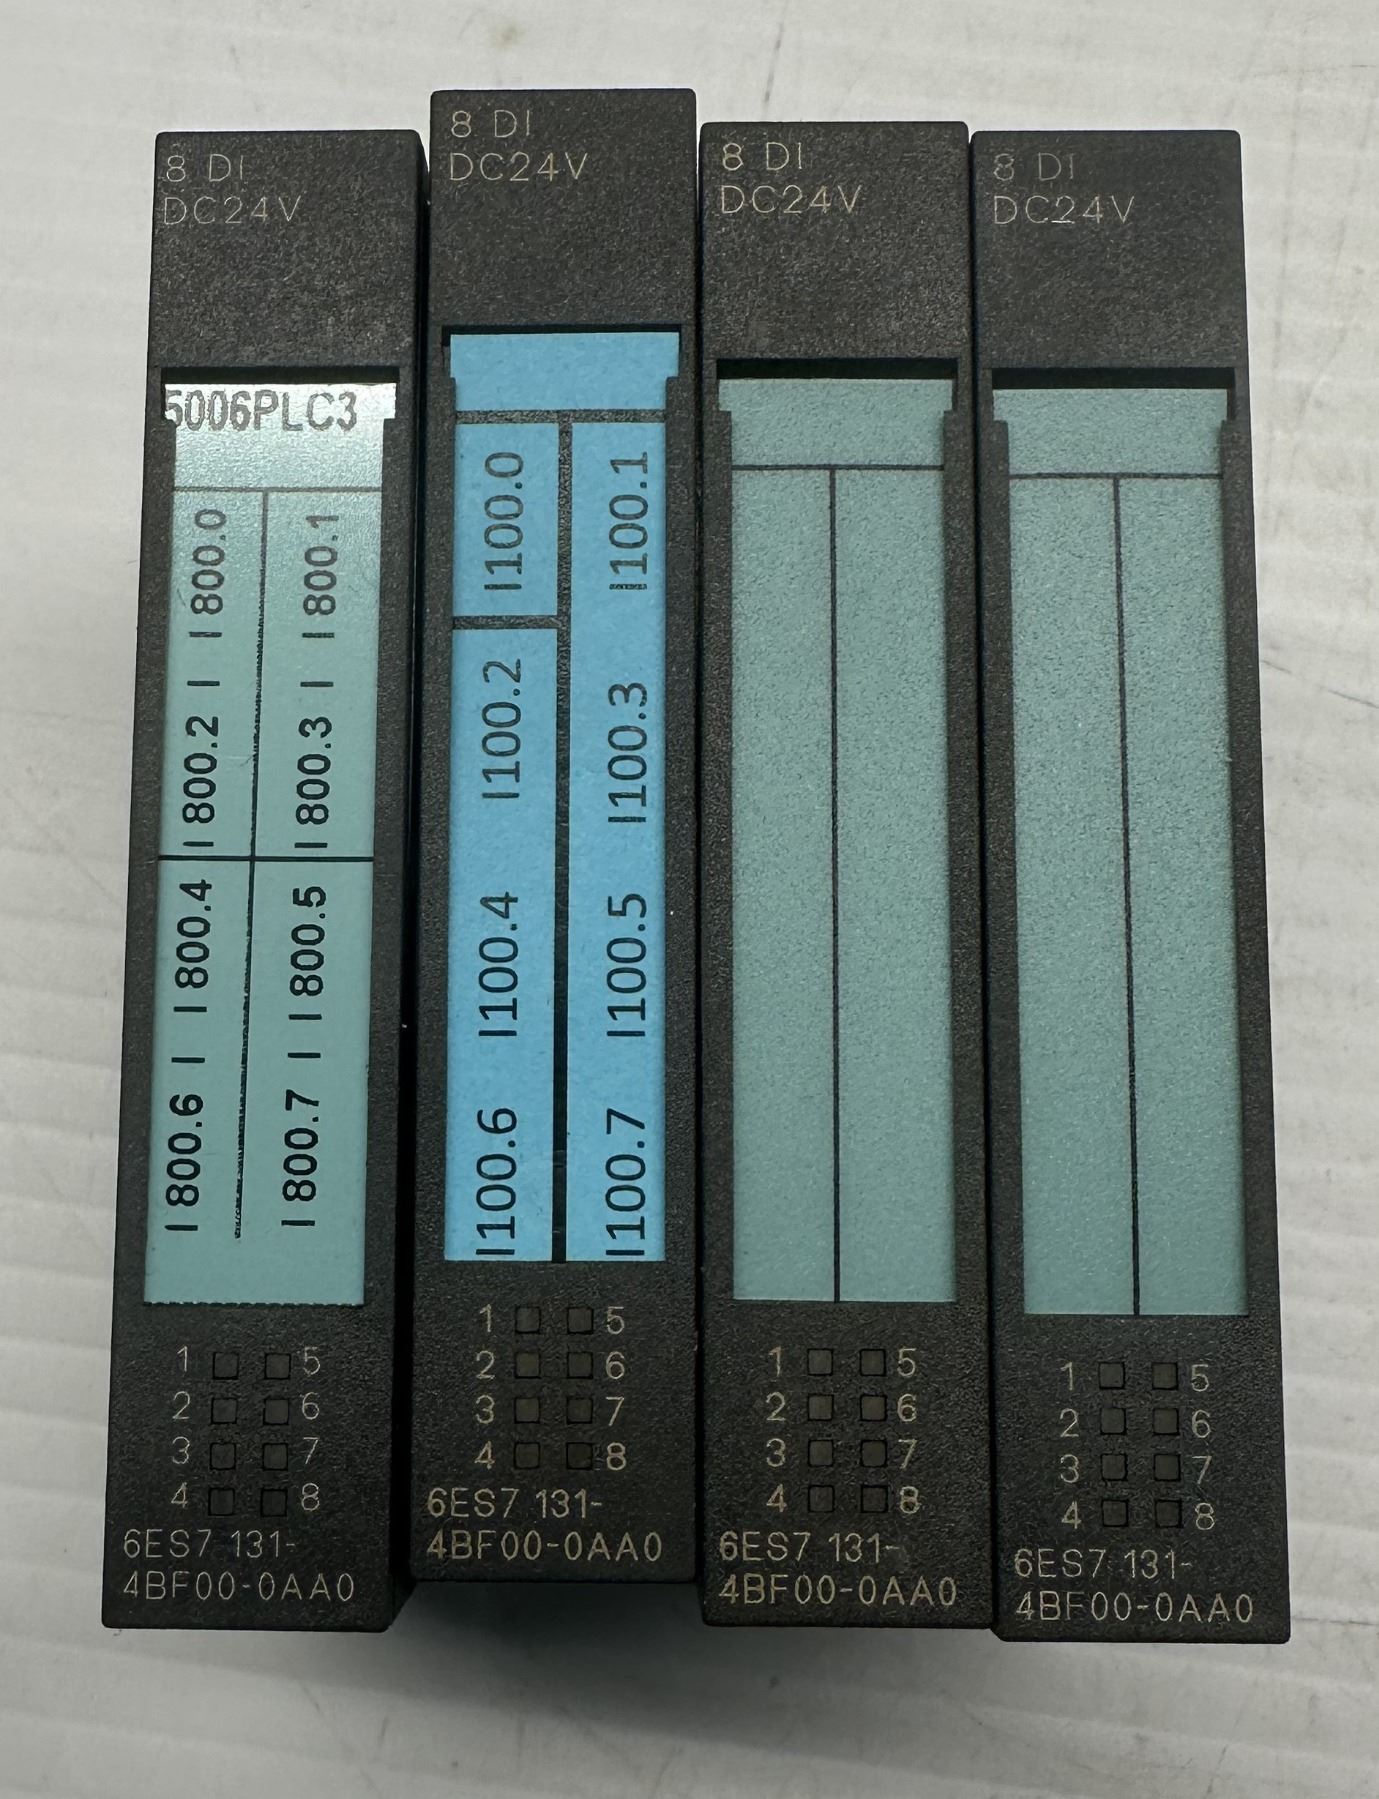 8 DI
DC24V
5006PLC3
I 800.0
I 800.1
I
I
I 800.2
I 800.3
I 800.4
I 800.5
I
I
I 800.6
I 800.7
1 5
2 6
3 7
4 8
6ES7 131-
4BF00-0AA0
8 DI
DC24V
I100.0
I100.1
I100.2
I100.3
I100.4
I100.5
I100.6
I100.7
1 5
2 6
3 7
4 8
6ES7 131-
4BF00-0AA0
8 DI
DC24V
1 5
2 6
3 7
4 8
6ES7 131-
4BF00-0AA0
8 DI
DC24V
1 5
2 6
3 7
4 8
6ES7 131-
4BF00-0AA0